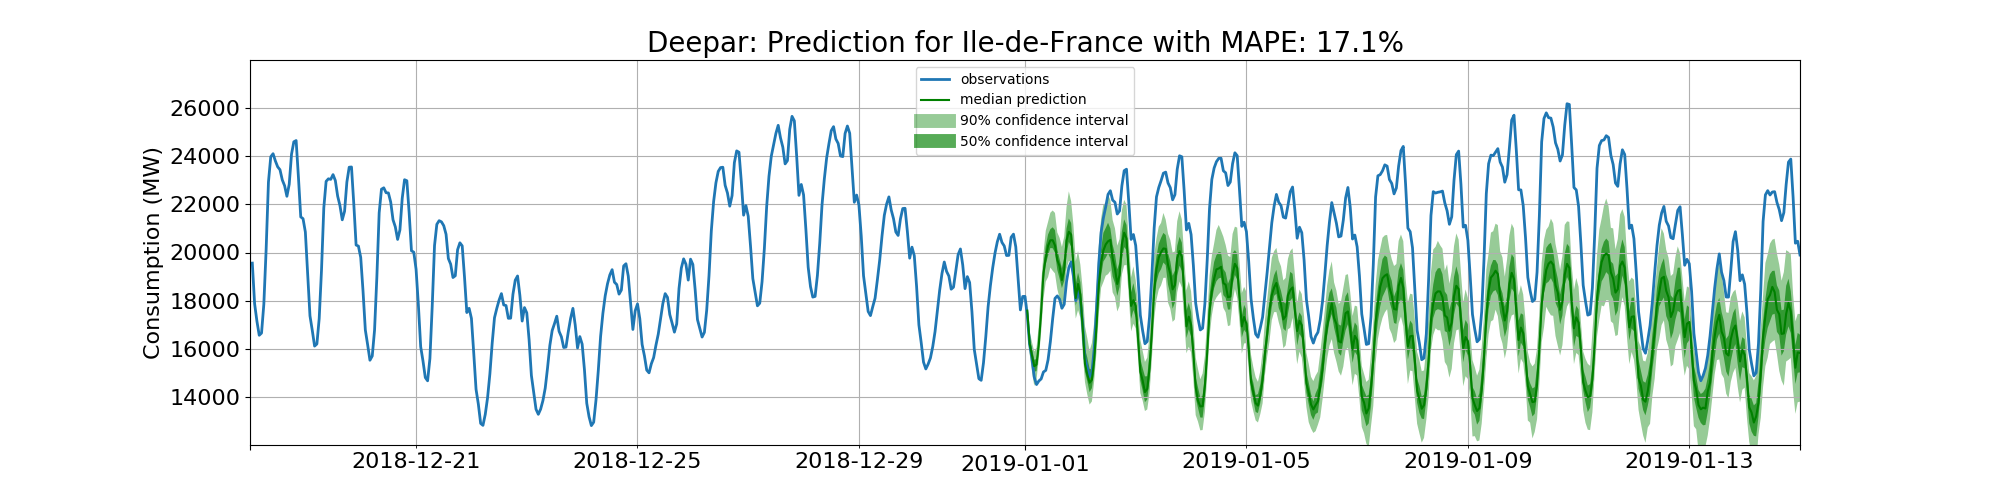 Deepar: Prediction for Ile-de-France with MAPE: 17.1%
observations
median prediction
90% confidence interval
50% confidence interval
Consumption (MW)
26000
24000
22000
20000
18000
16000
14000
2018-12-21 2018-12-25 2018-12-29 2019-01-01 2019-01-05 2019-01-09 2019-01-13